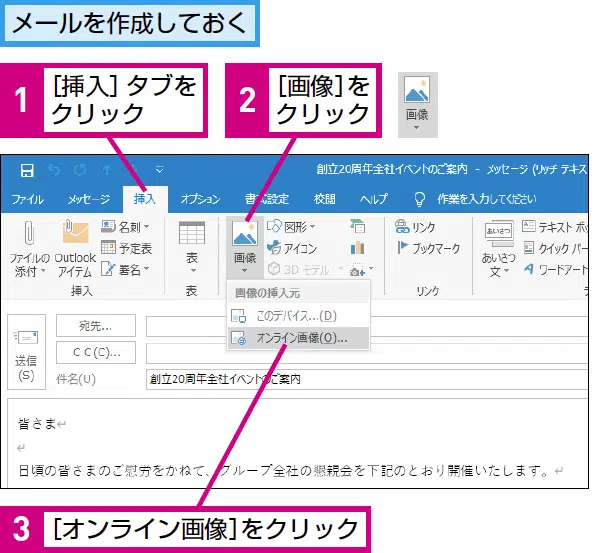 メールを作成しておく
1 [挿入] タブをクリック
2 [画像]をクリック
画像
創立20周年全社イベントのご案内 - メッセージ (リッチ テキス
ファイル メッセージ 挿入 オプション 書式設定 校閲 ヘルプ 作業を入力してください
ファイルの添付 Outlook アイテム 名刺 予定表 署名
挿入
表
表
画像 図形 アイコン 3D モデル
リンク ブックマーク
リンク
あいさつ
あいさつ文
テキスト ボッ
クイック パー
ワードアート
画像の挿入元
このデバイス...(D)
オンライン画像(O)...
送信(S)
宛先...
C C(C)...
件名(U) 創立20周年全社イベントのご案内
皆さま↵
↵
日頃の皆さまのご慰労をかねて、グループ全社の懇親会を下記のとおり開催いたします。↵
3 [オンライン画像]をクリック